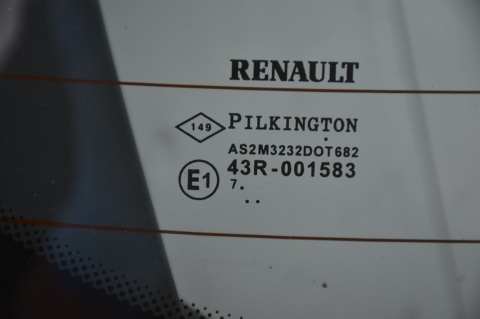 RENAULT
149 PILKINGTON
AS2M3232DOT682
E1 43R-001583
7.
..